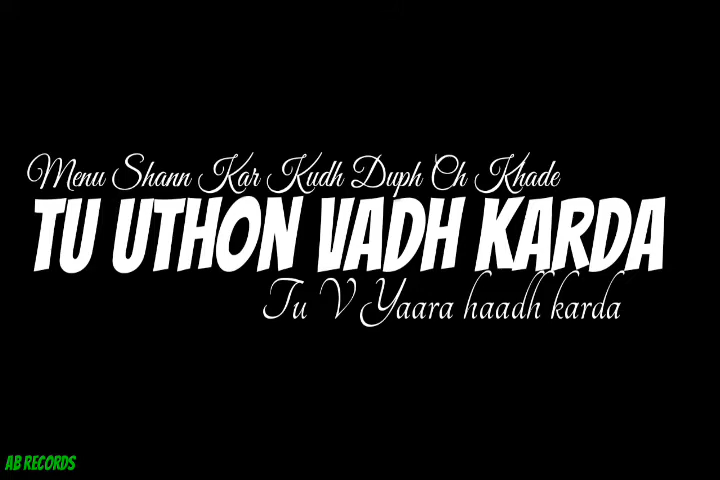 Menu Shann Kar Kudh Duph Ch Khade
TU UTHON VADH KARDA
Tu V Yaara haadh karda
AB RECORDS